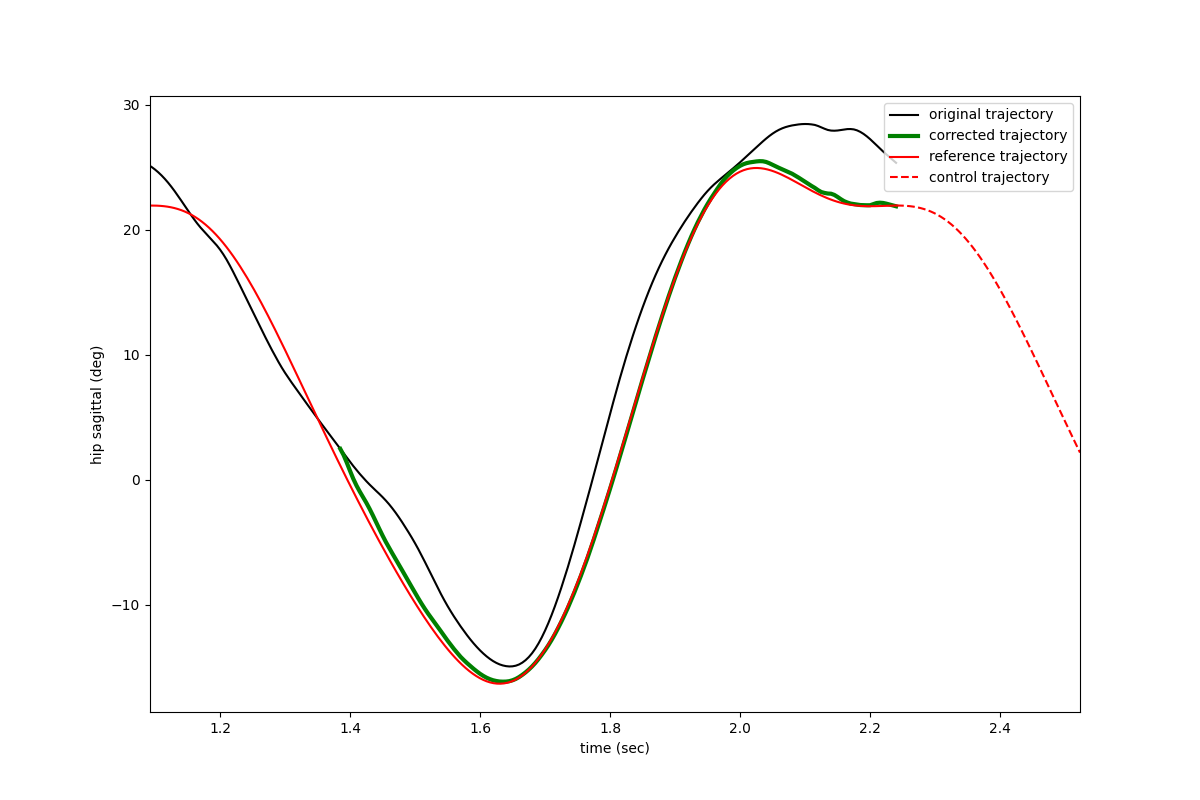 30
20
10
0
−10
hip sagittal (deg)
original trajectory
corrected trajectory
reference trajectory
control trajectory
1.2 1.4 1.6 1.8 2.0 2.2 2.4
time (sec)